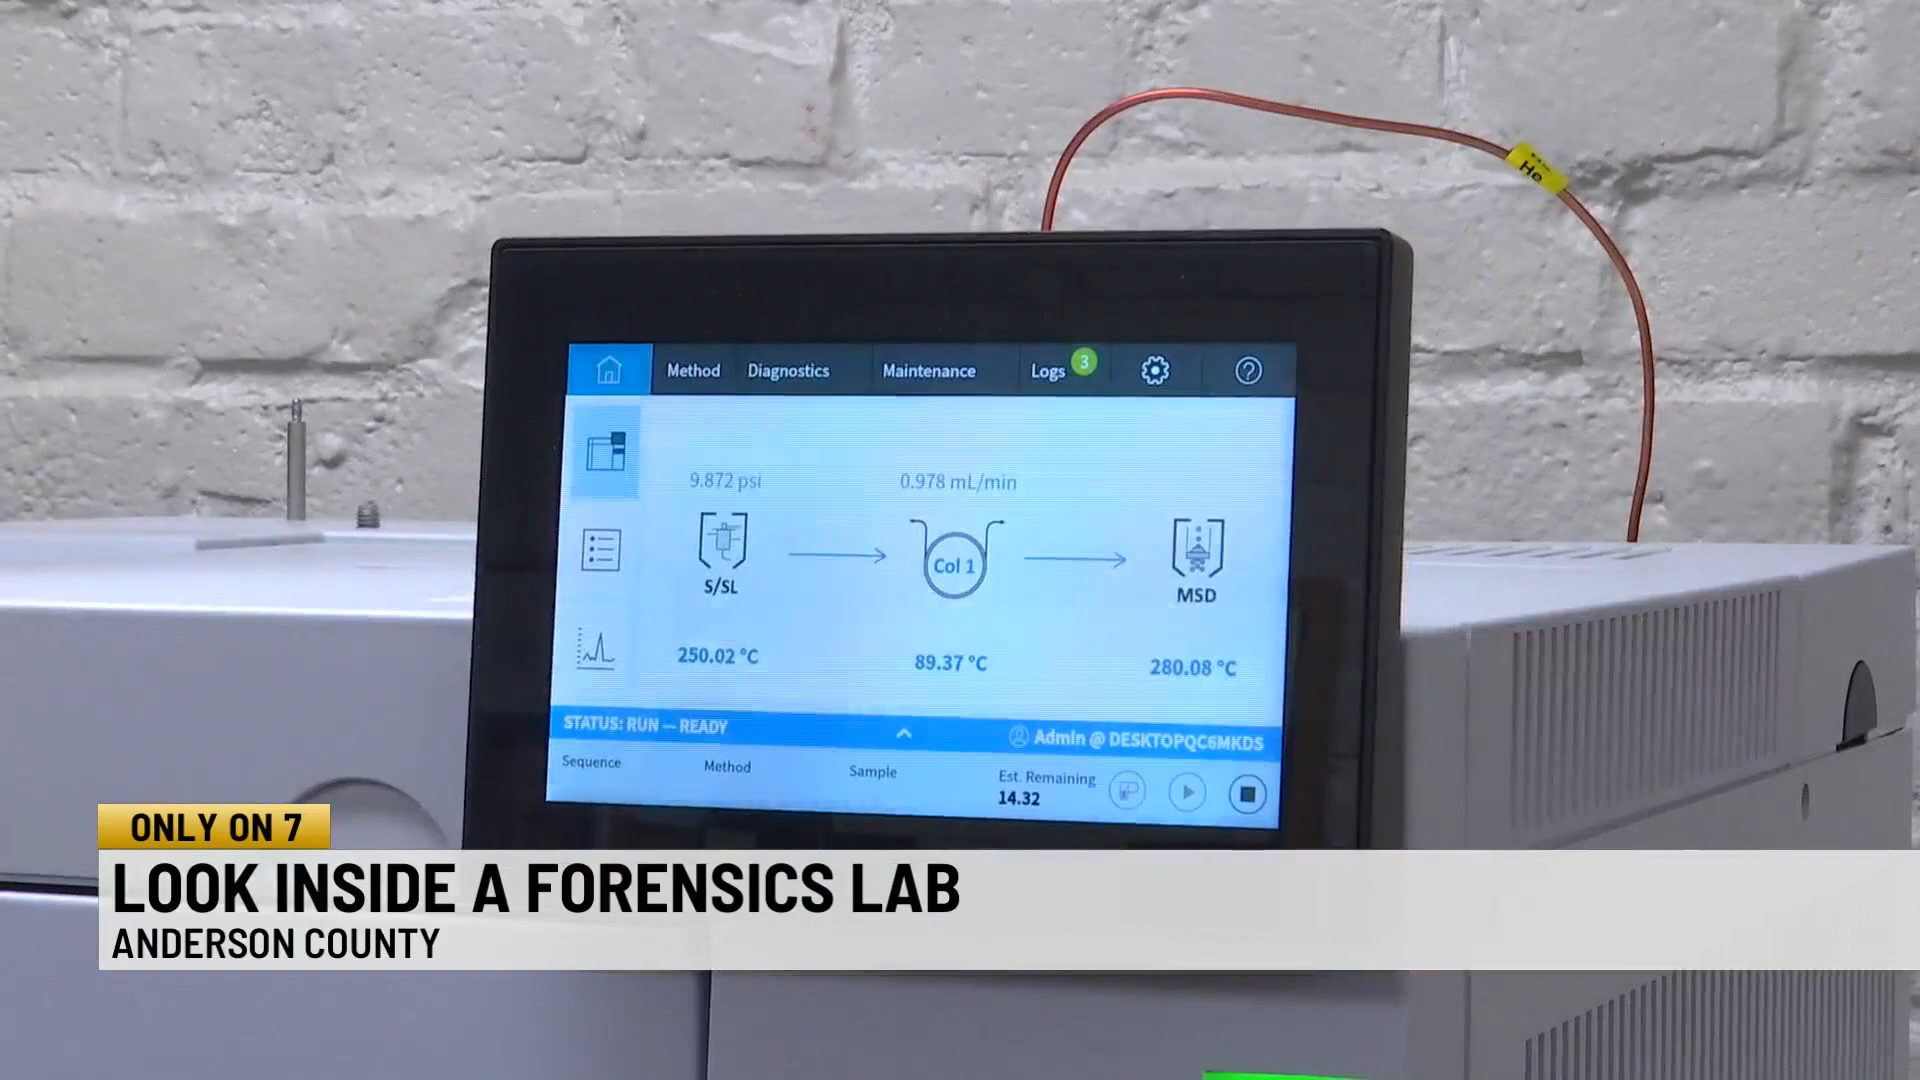 He
Method Diagnostics Maintenance Logs 3
9.872 psi 0.978 mL/min
Col 1
S/SL MSD
250.02 °C 89.37 °C 280.08 °C
STATUS: RUN — READY Admin @ DESKTOPQC6MKDS
Sequence Method Sample Est. Remaining
14.32
ONLY ON 7
LOOK INSIDE A FORENSICS LAB
ANDERSON COUNTY